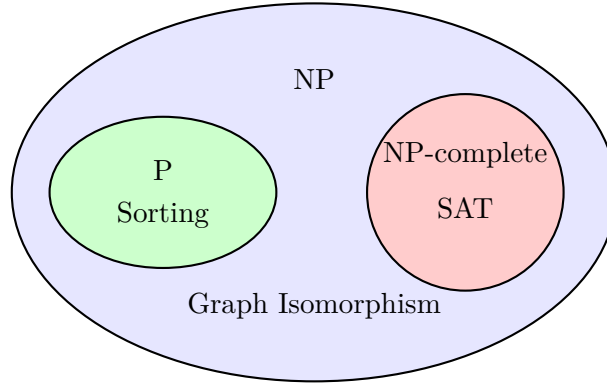 NP
P
Sorting
NP-complete
SAT
Graph Isomorphism